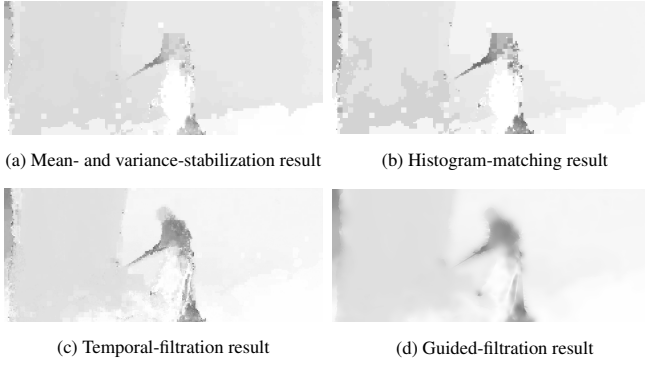 (a) Mean- and variance-stabilization result
(b) Histogram-matching result
(c) Temporal-filtration result
(d) Guided-filtration result